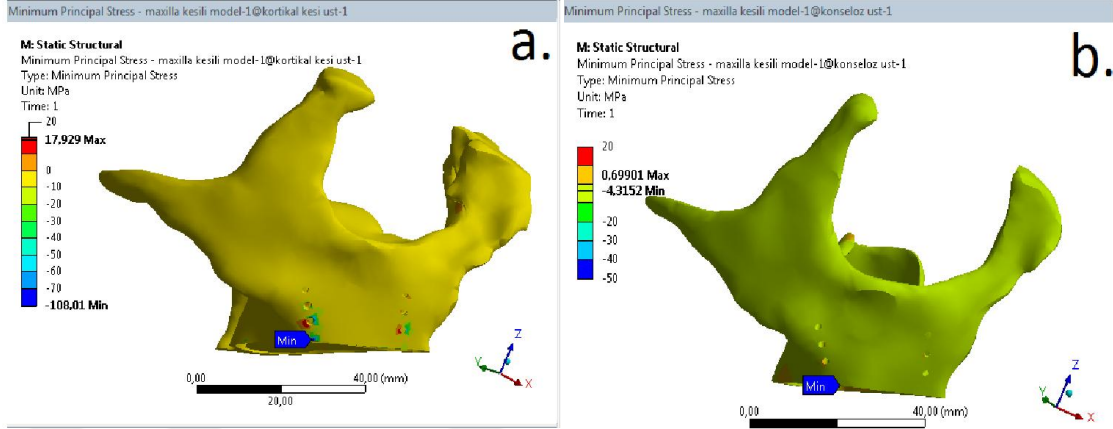 Minimum Principal Stress - maxilla kesili model-1@kortikal kesi ust-1
a.
M: Static Structural
Minimum Principal Stress - maxilla kesili model-1@kortikal kesi ust-1
Type: Minimum Principal Stress
Unit: MPa
Time: 1
20
17,929 Max
0
-10
-20
-30
-40
-50
-60
-70
-108,01 Min
Min
0,00
40,00 (mm)
20,00
Z
Y
X
Minimum Principal Stress - maxilla kesili model-1@konseloz ust-1
b.
M: Static Structural
Minimum Principal Stress - maxilla kesili model-1@konseloz ust-1
Type: Minimum Principal Stress
Unit: MPa
Time: 1
20
0,69901 Max
-4,3152 Min
-20
-30
-40
-50
Min
0,00
40,00 (mm)
Z
Y
X